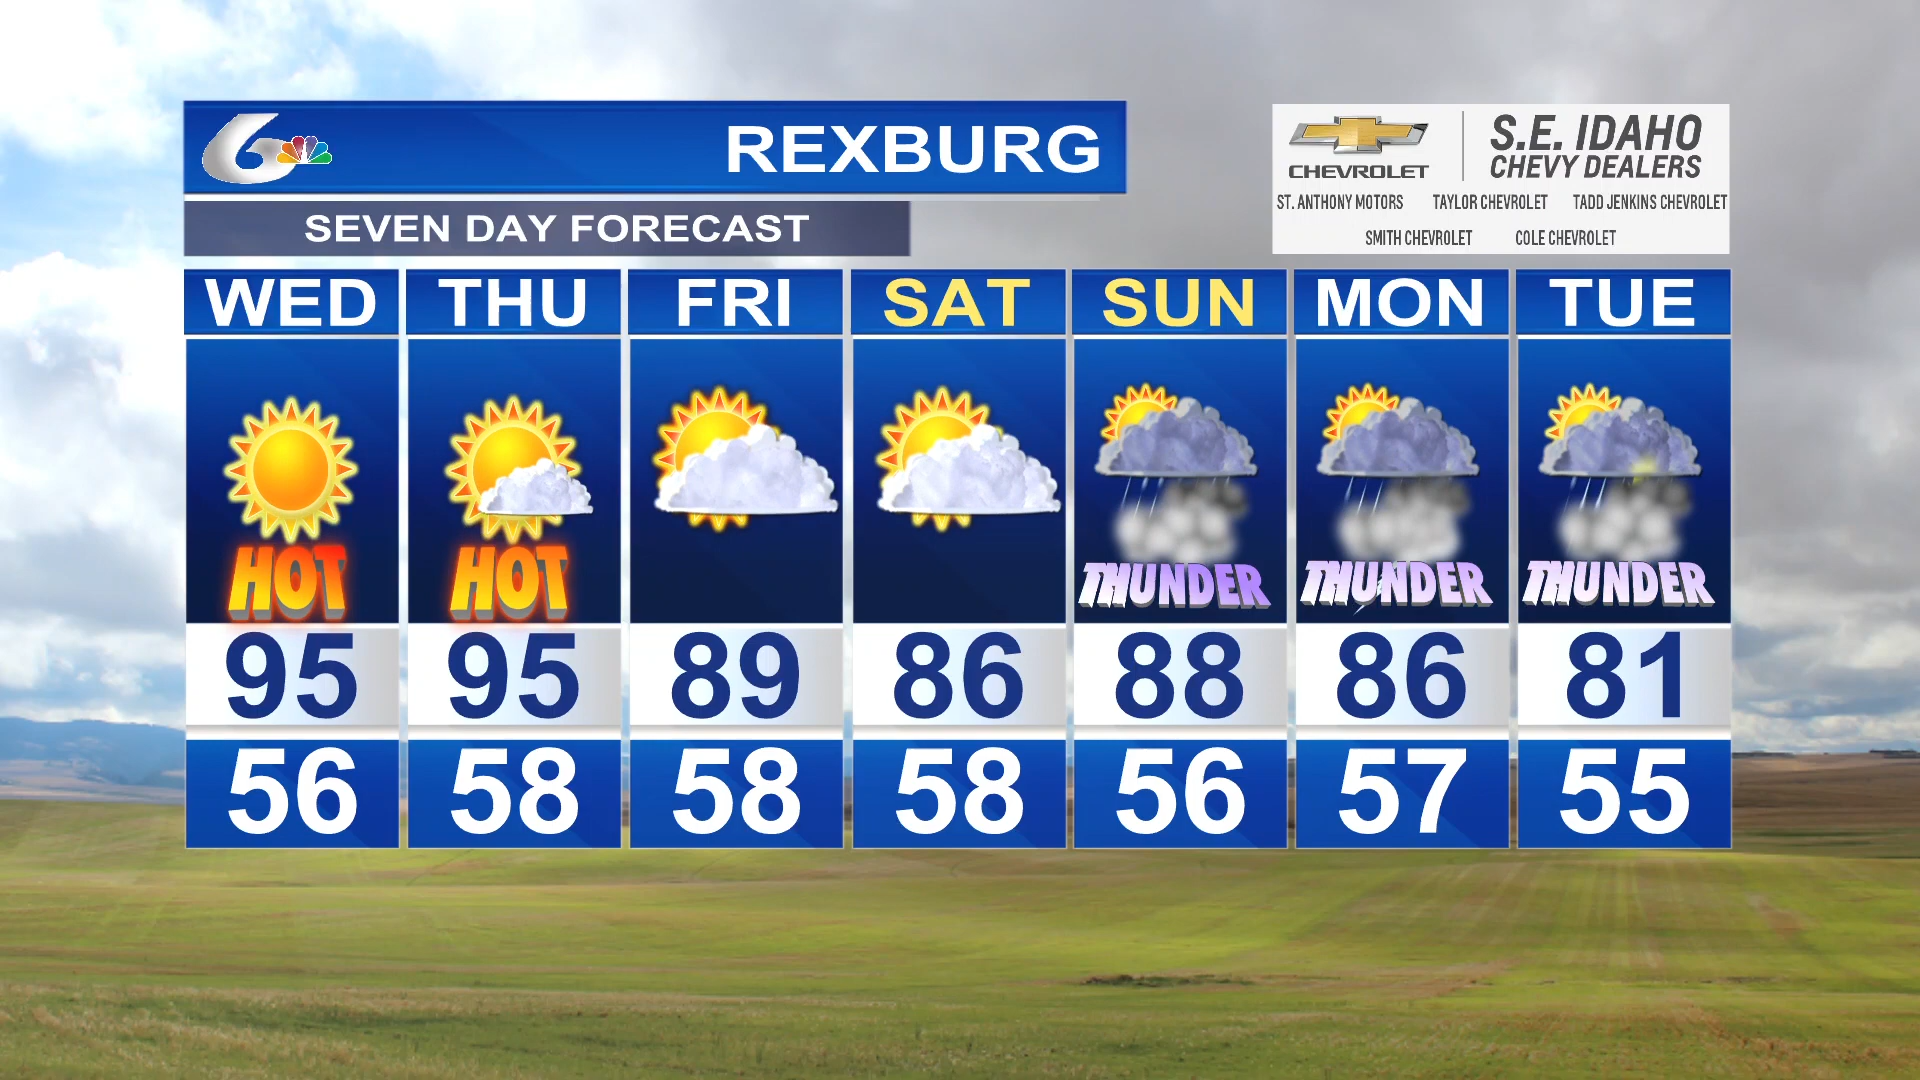 6
REXBURG
SEVEN DAY FORECAST
CHEVROLET
S.E. IDAHO
CHEVY DEALERS
ST. ANTHONY MOTORS TAYLOR CHEVROLET TADD JENKINS CHEVROLET
SMITH CHEVROLET COLE CHEVROLET
WED THU FRI SAT SUN MON TUE
HOT HOT THUNDER THUNDER THUNDER
95 95 89 86 88 86 81
56 58 58 58 56 57 55